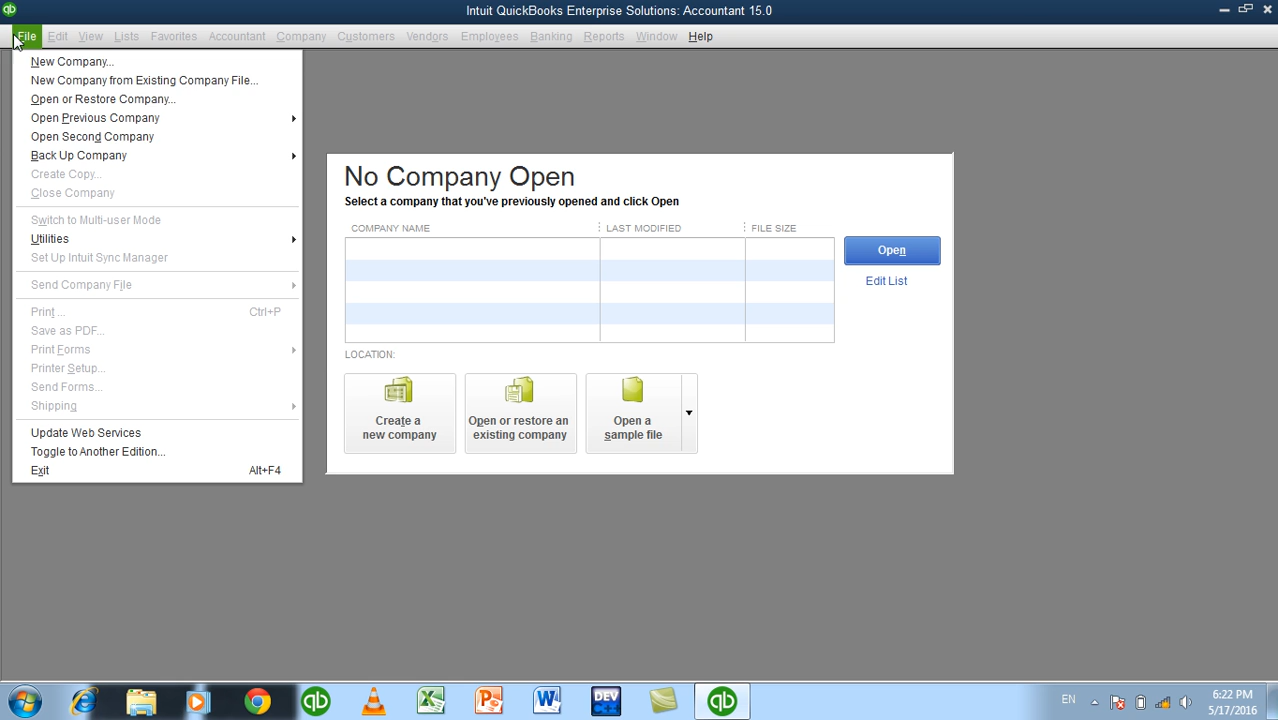 Intuit QuickBooks Enterprise Solutions: Accountant 15.0
File Edit View Lists Favorites Accountant Company Customers Vendors Employees Banking Reports Window Help
New Company...
New Company from Existing Company File...
Open or Restore Company...
Open Previous Company
Open Second Company
Back Up Company
Create Copy...
Close Company
Switch to Multi-user Mode
Utilities
Set Up Intuit Sync Manager
Send Company File
Print ... Ctrl+P
Save as PDF...
Print Forms
Printer Setup...
Send Forms...
Shipping
Update Web Services
Toggle to Another Edition...
Exit Alt+F4
No Company Open
Select a company that you've previously opened and click Open
COMPANY NAME LAST MODIFIED FILE SIZE
Open
Edit List
LOCATION:
Create a
new company
Open or restore an
existing company
Open a
sample file
qb
DEV
C++
EN
6:22 PM
5/17/2016